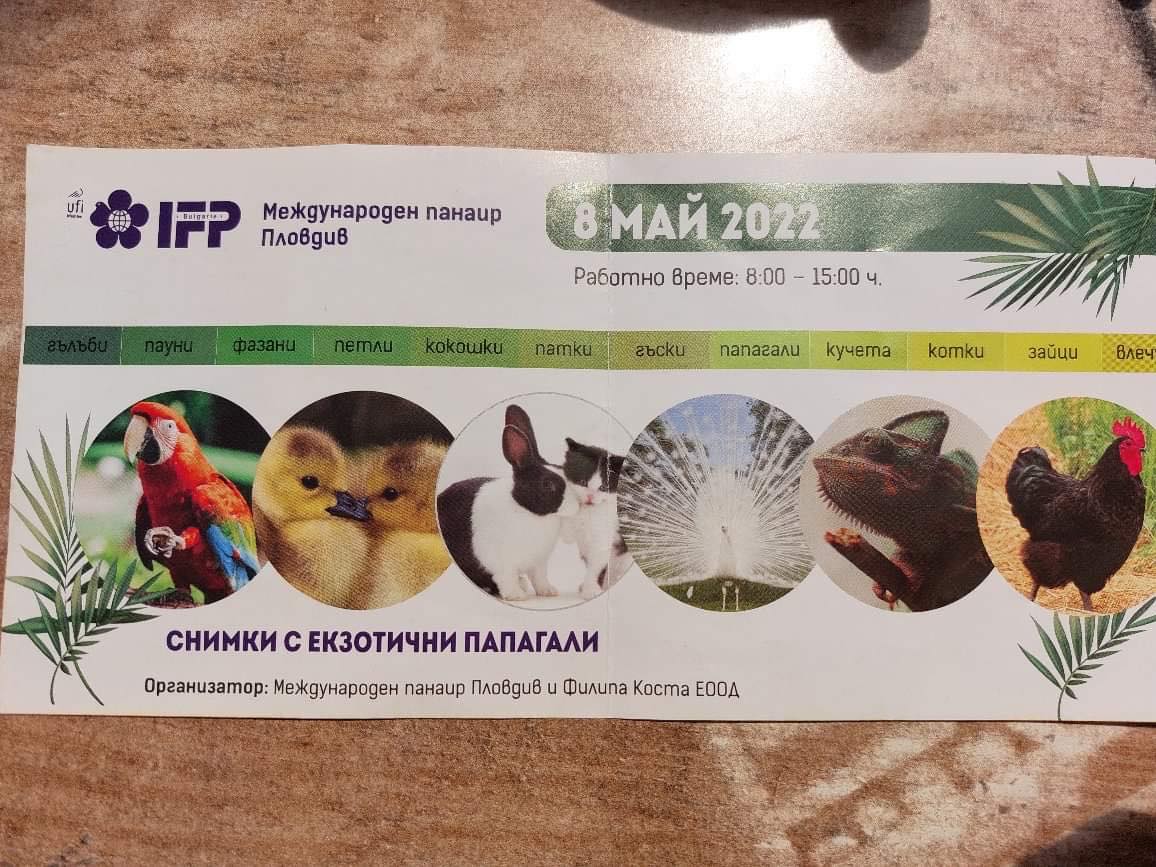 ufi
IFP
Bulgaria
Международен панаир
Пловдив
8 МАЙ 2022
Работно време: 8:00 – 15:00 ч.
гълъби пауни фазани петли кокошки патки гъски папагали кучета котки зайци
СНИМКИ С ЕКЗОТИЧНИ ПАПАГАЛИ
Организатор: Международен панаир Пловдив и Филипа Коста ЕООД